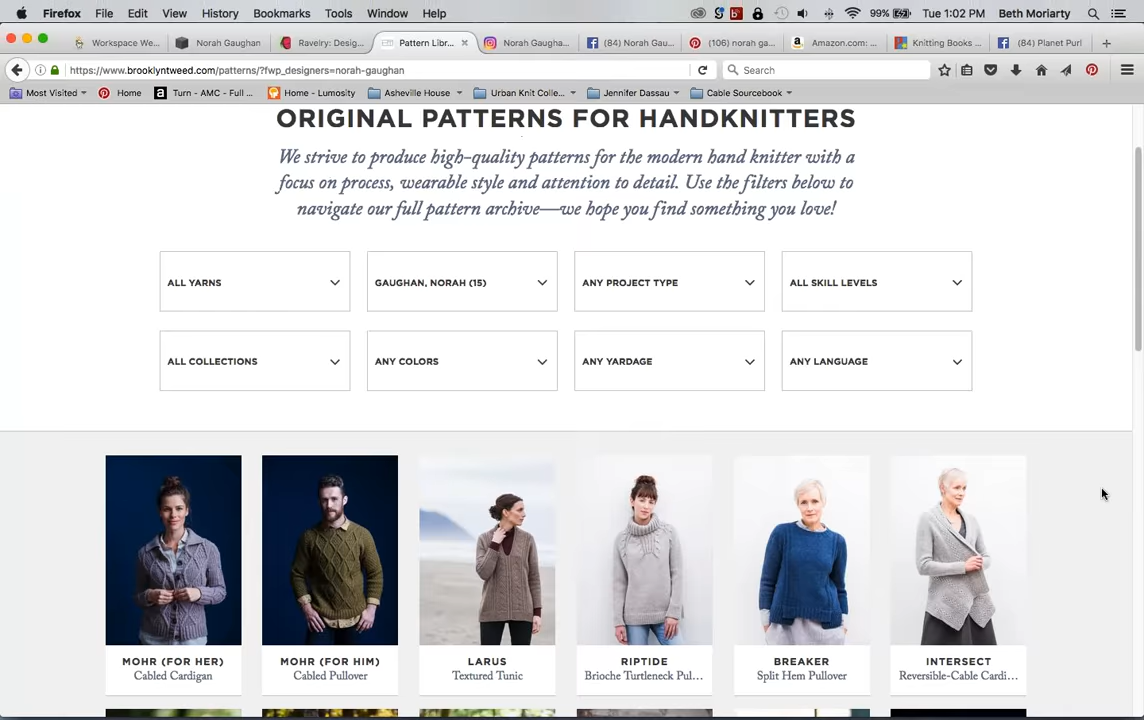 Firefox File Edit View History Bookmarks Tools Window Help 99% Tue 1:02 PM Beth Moriarty
Workspace We... Norah Gaughan Ravelry: Desig... Pattern Libr... Norah Gaugha... (84) Norah Gau... (106) norah ga... Amazon.com: ... Knitting Books ... (84) Planet Purl
https://www.brooklyntweed.com/patterns/?fwp_designers=norah-gaughan Search
Most Visited Home Turn - AMC - Full ... Home - Lumosity Asheville House Urban Knit Colle... Jennifer Dassau Cable Sourcebook
ORIGINAL PATTERNS FOR HANDKNITTERS
We strive to produce high-quality patterns for the modern hand knitter with a
focus on process, wearable style and attention to detail. Use the filters below to
navigate our full pattern archive—we hope you find something you love!
ALL YARNS GAUGHAN, NORAH (15) ANY PROJECT TYPE ALL SKILL LEVELS
ALL COLLECTIONS ANY COLORS ANY YARDAGE ANY LANGUAGE
MOHR (FOR HER) MOHR (FOR HIM) LARUS RIPTIDE BREAKER INTERSECT
Cabled Cardigan Cabled Pullover Textured Tunic Brioche Turtleneck Pul... Split Hem Pullover Reversible-Cable Cardi...